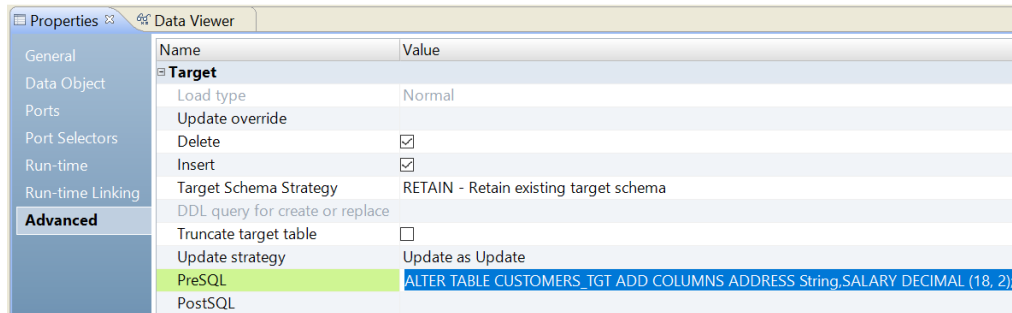 Properties Data Viewer
General
Data Object
Ports
Port Selectors
Run-time
Run-time Linking
Advanced
Name Value
Target
Load type Normal
Update override
Delete
Insert
Target Schema Strategy RETAIN - Retain existing target schema
DDL query for create or replace
Truncate target table
Update strategy Update as Update
PreSQL ALTER TABLE CUSTOMERS_TGT ADD COLUMNS ADDRESS String,SALARY DECIMAL (18, 2);
PostSQL